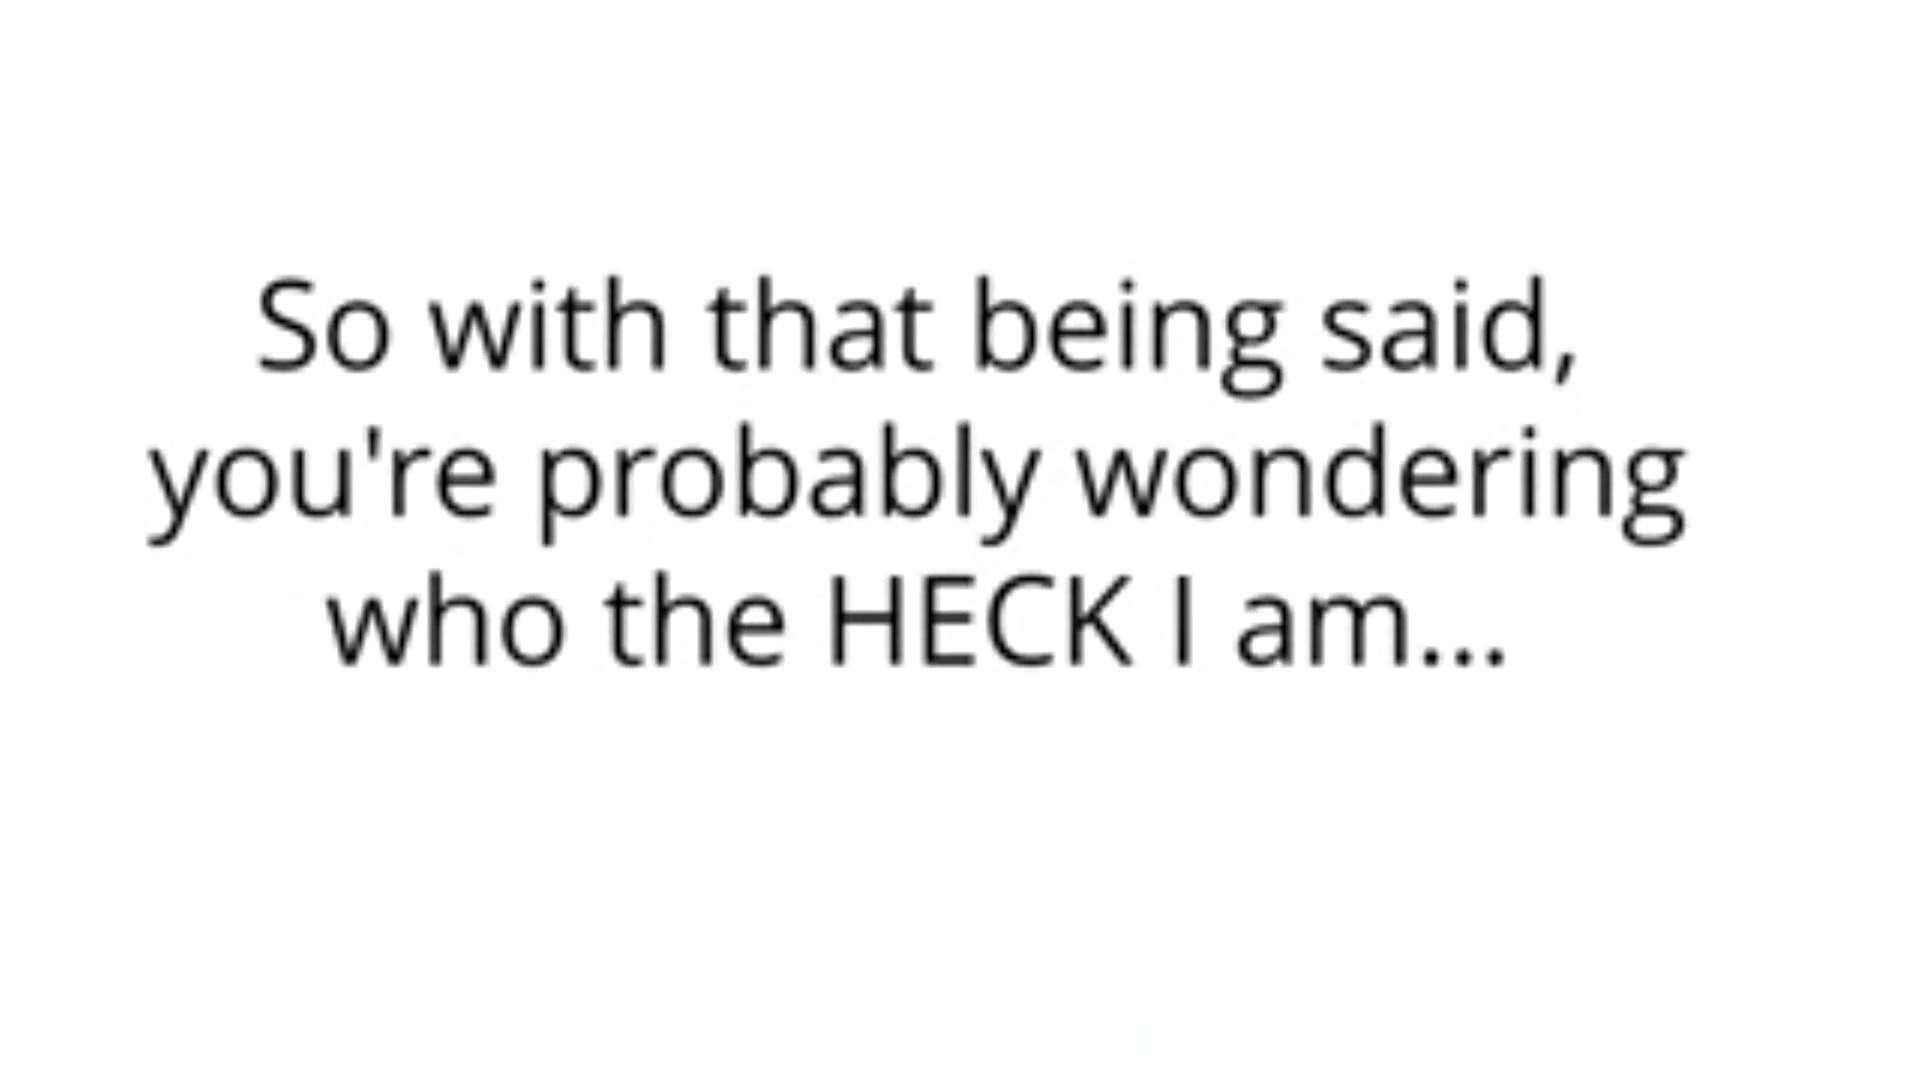 So with that being said,
you're probably wondering
who the HECK I am...